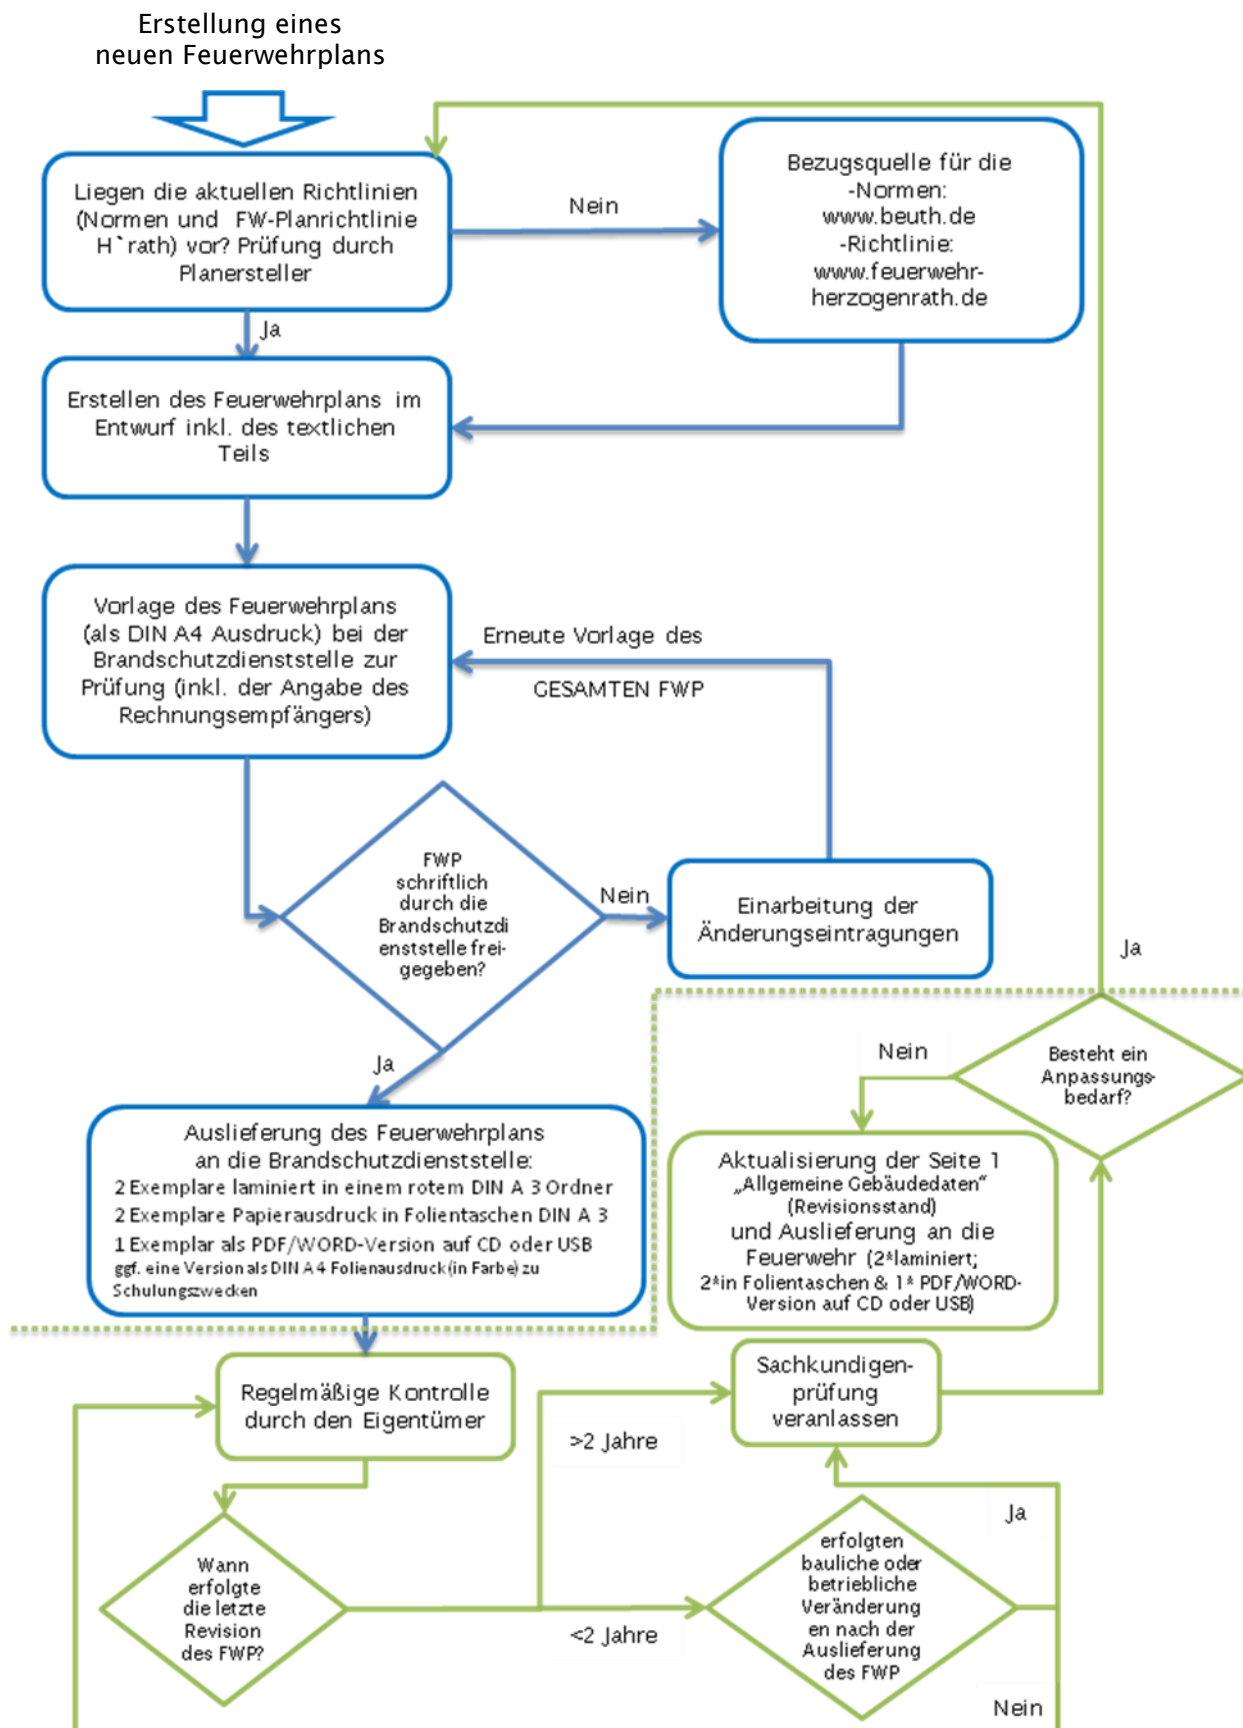 Erstellung eines
neuen Feuerwehrplans
Liegen die aktuellen Richtlinien
(Normen und FW-Planrichtlinie
H`rath) vor? Prüfung durch
Planersteller
Nein
Bezugsquelle für die
-Normen:
www.beuth.de
-Richtlinie:
www.feuerwehr-
herzogenrath.de
Ja
Erstellen des Feuerwehrplans im
Entwurf inkl. des textlichen
Teils
Vorlage des Feuerwehrplans
(als DIN A4 Ausdruck) bei der
Brandschutzdienststelle zur
Prüfung (inkl. der Angabe des
Rechnungsempfängers)
Erneute Vorlage des
GESAMTEN FWP
FWP
schriftlich
durch die
Brandschutzdi
enststelle frei-
gegeben?
Nein
Einarbeitung der
Änderungseintragungen
Ja
Ja
Auslieferung des Feuerwehrplans
an die Brandschutzdienststelle:
2 Exemplare laminiert in einem rotem DIN A 3 Ordner
2 Exemplare Papierausdruck in Folientaschen DIN A 3
1 Exemplar als PDF/WORD-Version auf CD oder USB
ggf. eine Version als DIN A4 Folienausdruck (in Farbe) zu
Schulungszwecken
Nein
Besteht ein
Anpassungs-
bedarf?
Aktualisierung der Seite 1
„Allgemeine Gebäudedaten“
(Revisionsstand)
und Auslieferung an die
Feuerwehr (2*laminiert;
2*in Folientaschen & 1* PDF/WORD-
Version auf CD oder USB)
Regelmäßige Kontrolle
durch den Eigentümer
Sachkundigen-
prüfung
veranlassen
>2 Jahre
Ja
Wann
erfolgte
die letzte
Revision
des FWP?
<2 Jahre
erfolgten
bauliche oder
betriebliche
Veränderung
en nach der
Auslieferung
des FWP
Nein